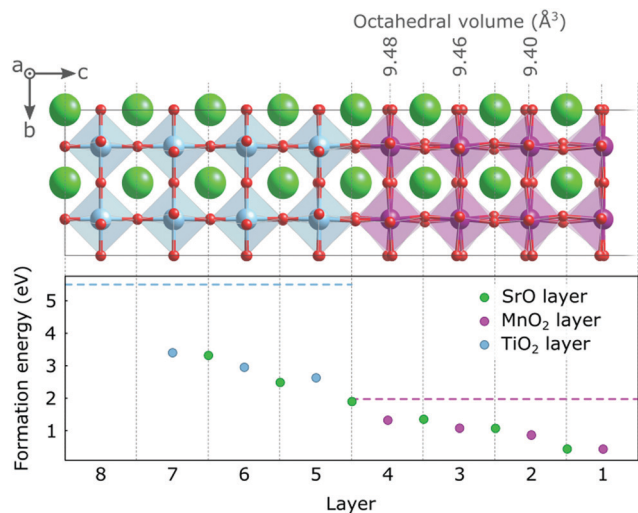 Octahedral volume (Å³)
9.48
9.46
9.40
a
c
b
Formation energy (eV)
5
4
3
2
1
SrO layer
MnO₂ layer
TiO₂ layer
8 7 6 5 4 3 2 1
Layer